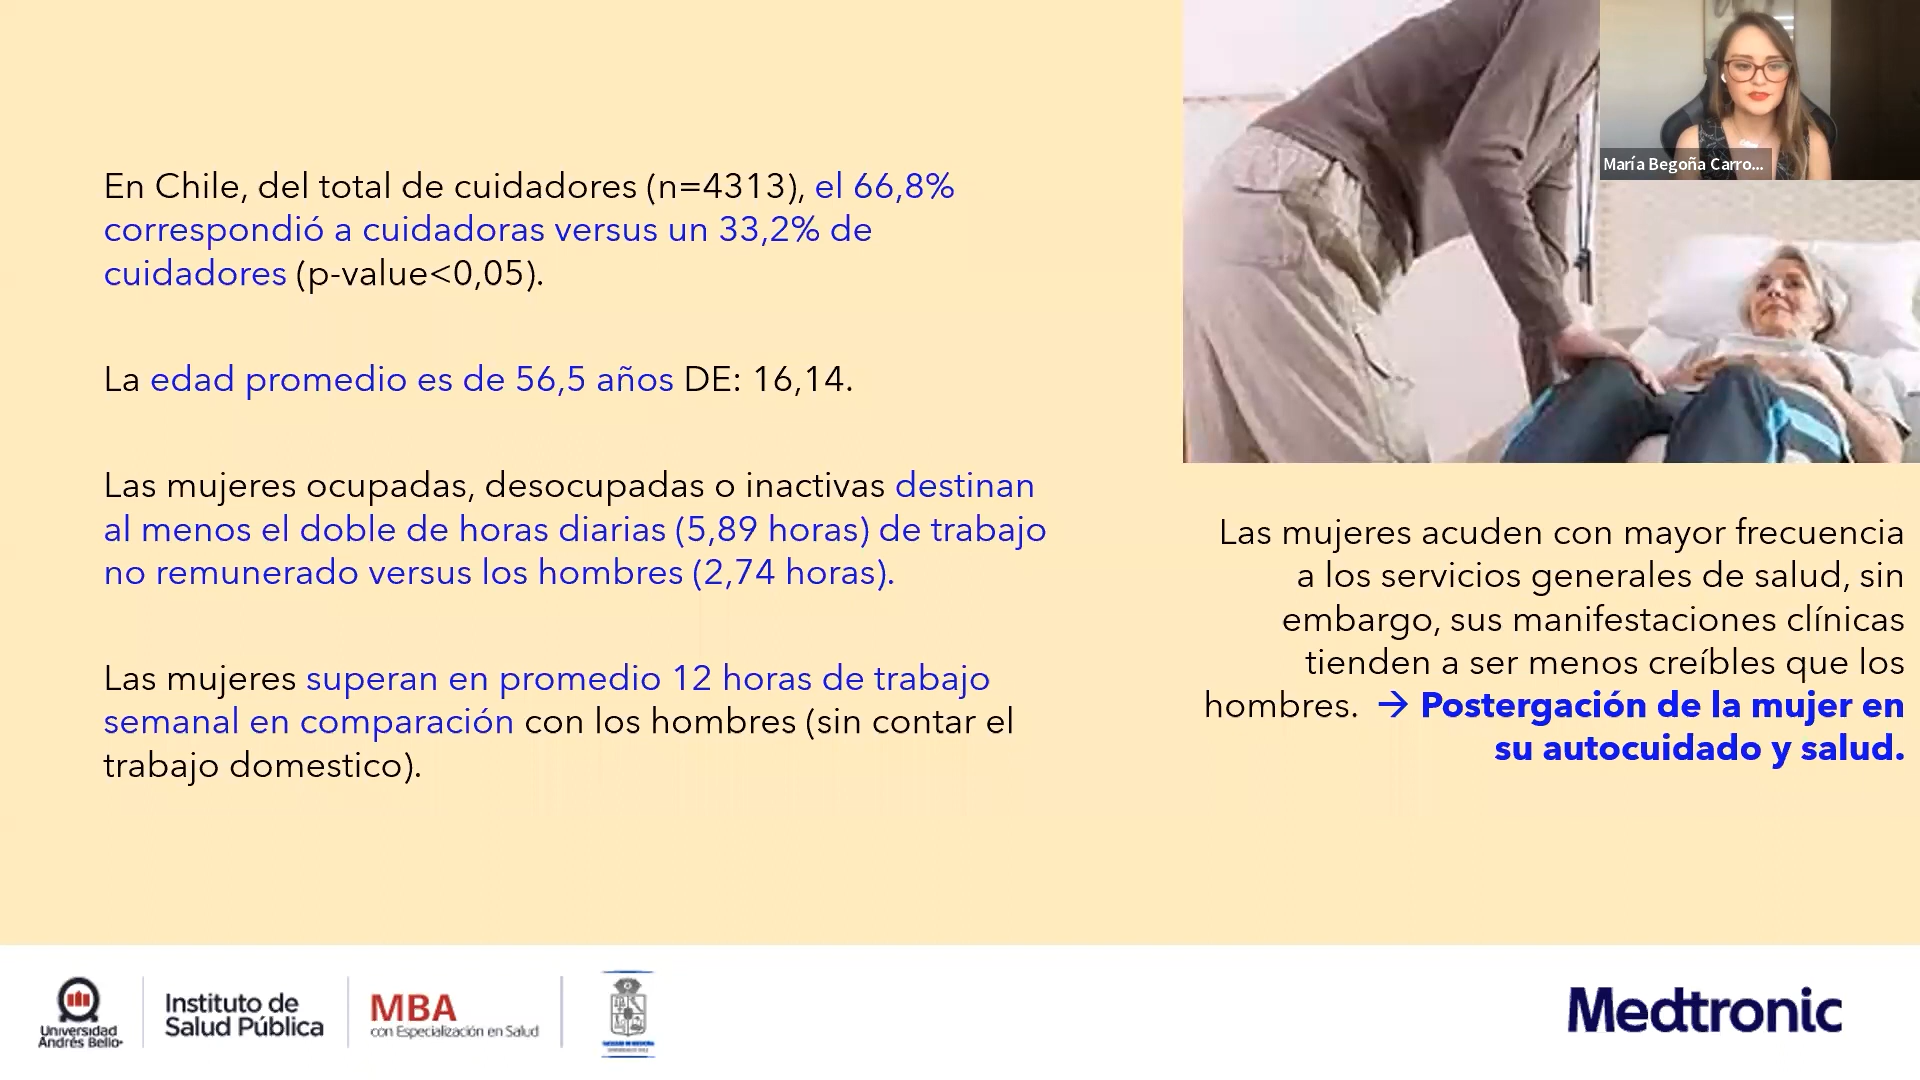 En Chile, del total de cuidadores (n=4313), el 66,8%
correspondió a cuidadoras versus un 33,2% de
cuidadores (p-value<0,05).
La edad promedio es de 56,5 años DE: 16,14.
Las mujeres ocupadas, desocupadas o inactivas destinan
al menos el doble de horas diarias (5,89 horas) de trabajo
no remunerado versus los hombres (2,74 horas).
Las mujeres superan en promedio 12 horas de trabajo
semanal en comparación con los hombres (sin contar el
trabajo domestico).
María Begoña Carro...
Las mujeres acuden con mayor frecuencia
a los servicios generales de salud, sin
embargo, sus manifestaciones clínicas
tienden a ser menos creíbles que los
hombres. → Postergación de la mujer en
su autocuidado y salud.
Universidad
Andrés Bello
Instituto de
Salud Pública
MBA
con Especialización en Salud
FACULTAD DE MEDICINA
Medtronic